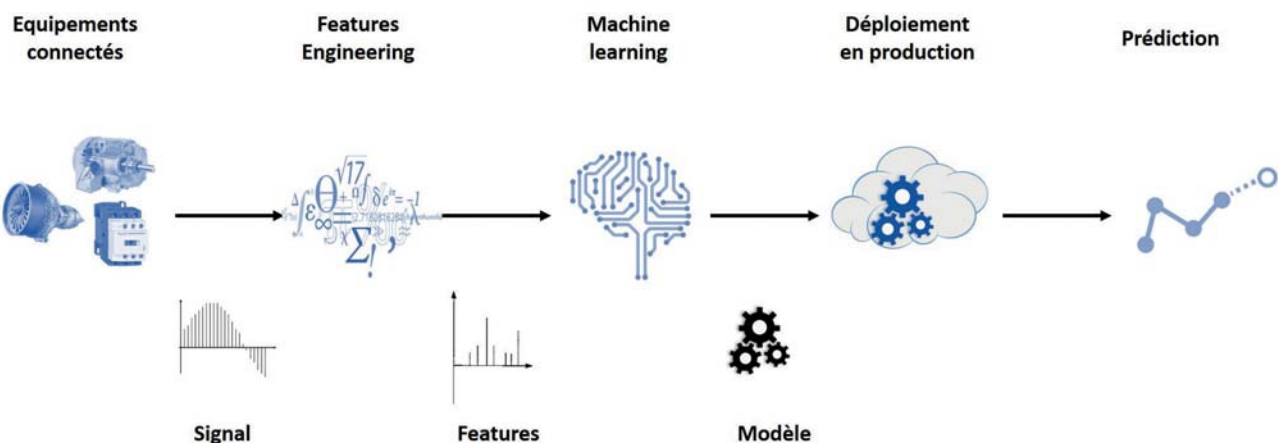 Equipements
connectés
Features
Engineering
Machine
learning
Déploiement
en production
Prédiction
Signal
Features
Modèle